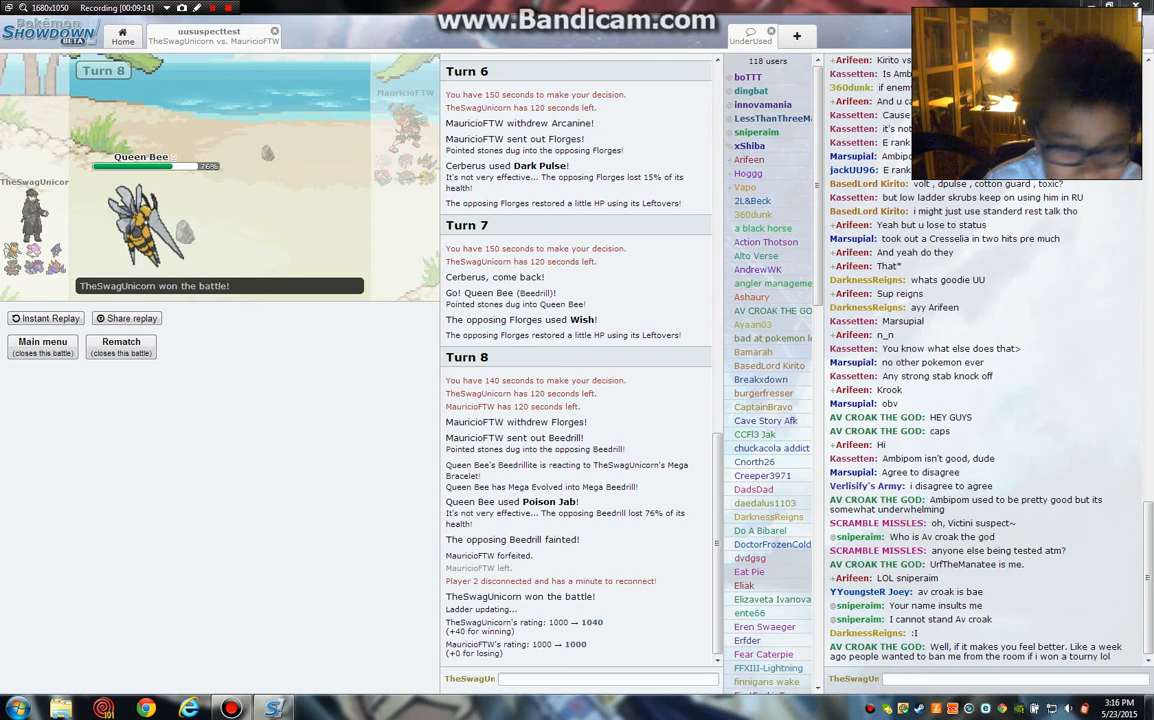 1680x1050 Recording [00:09:14]
www.Bandicam.com
Pokémon
SHOWDOWN
BETA
Home
uususpecttest
TheSwagUnicorn vs. MauricioFTW
UnderUsed
+
Turn 8
MauricioFTW
Queen Bee
76%
TheSwagUnicor
TheSwagUnicorn won the battle!
Instant Replay
Share replay
Main menu
(closes this battle)
Rematch
(closes this battle)
Turn 6
You have 150 seconds to make your decision.
TheSwagUnicorn has 120 seconds left.
MauricioFTW withdrew Arcanine!
MauricioFTW sent out Florges!
Pointed stones dug into the opposing Florges!
Cerberus used Dark Pulse!
It's not very effective... The opposing Florges lost 15% of its
health!
The opposing Florges restored a little HP using its Leftovers!
Turn 7
You have 150 seconds to make your decision.
TheSwagUnicorn has 120 seconds left.
Cerberus, come back!
Go! Queen Bee (Beedrill)!
Pointed stones dug into Queen Bee!
The opposing Florges used Wish!
The opposing Florges restored a little HP using its Leftovers!
Turn 8
You have 140 seconds to make your decision.
MauricioFTW has 120 seconds left.
MauricioFTW withdrew Florges!
MauricioFTW sent out Beedrill!
Pointed stones dug into the opposing Beedrill!
Queen Bee's Beedrillite is reacting to TheSwagUnicorn's Mega
Bracelet!
Queen Bee has Mega Evolved into Mega Beedrill!
Queen Bee used Poison Jab!
It's not very effective... The opposing Beedrill lost 76% of its
health!
The opposing Beedrill fainted!
MauricioFTW forfeited.
MauricioFTW left.
Player 2 disconnected and has a minute to reconnect!
TheSwagUnicorn won the battle!
Ladder updating...
TheSwagUnicorn's rating: 1000 → 1040
(+40 for winning)
MauricioFTW's rating: 1000 → 1000
(+0 for losing)
TheSwagUn
118 users
boTTT
dingbat
innovamania
LessThanThreeMa
sniperaim
%xShiba
+Arifeen
Hoggg
+Vapo
2L&Beck
360dunk
a black horse
Action Thotson
Alto Verse
AndrewWK
angler manageme
Ashaury
AV CROAK THE GO
Ayaan03
bad at pokemon l
Bamarah
BasedLord Kirito
Breakxdown
burgerfresser
CaptainBravo
Cave Story Afk
CCFl3 Jak
chuckacola addict
Cnorth26
Creeper3971
DadsDad
daedalus1103
DarknessReigns
Do A Bibarel
DoctorFrozenCold
dvdgsg
Eat Pie
Eliak
Elizaveta Ivanova
ente66
Eren Swaeger
Erfder
Fear Caterpie
FFXIII-Lightning
finnigans wake
+Arifeen: Kirito vs
Kassetten: Is Amb
360dunk: if enemy
+Arifeen: And u ca
Kassetten: Cause
Kassetten: it's not
Kassetten: E rank
Marsupial: Ambipo
jackUU96: E rank
BasedLord Kirito: volt , dpulse , cotton guard , toxic?
Kassetten: but low ladder skrubs keep on using him in RU
BasedLord Kirito: i might just use standerd rest talk tho
+Arifeen: Yeah but u lose to status
Marsupial: took out a Cresselia in two hits pre much
+Arifeen: And yeah do they
+Arifeen: That"
DarknessReigns: whats goodie UU
+Arifeen: Sup reigns
DarknessReigns: ayy Arifeen
Kassetten: Marsupial
+Arifeen: n_n
Kassetten: You know what else does that>
Marsupial: no other pokemon ever
Kassetten: Any strong stab knock off
+Arifeen: Krook
Marsupial: obv
AV CROAK THE GOD: HEY GUYS
AV CROAK THE GOD: caps
+Arifeen: Hi
Kassetten: Ambipom isn't good, dude
Marsupial: Agree to disagree
Verlisify's Army: i disagree to agree
AV CROAK THE GOD: Ambipom used to be pretty good but its
somewhat underwhelming
SCRAMBLE MISSLES: oh, Victini suspect~
@sniperaim: Who is Av croak the god
SCRAMBLE MISSLES: anyone else being tested atm?
AV CROAK THE GOD: UrfTheManatee is me.
+Arifeen: LOL sniperaim
YYoungsteR Joey: av croak is bae
@sniperaim: Your name insults me
@sniperaim: I cannot stand Av croak
DarknessReigns: :I
AV CROAK THE GOD: Well, if it makes you feel better. Like a week
ago people wanted to ban me from the room if i won a tourny lol
TheSwagUn
3:16 PM
5/23/2015